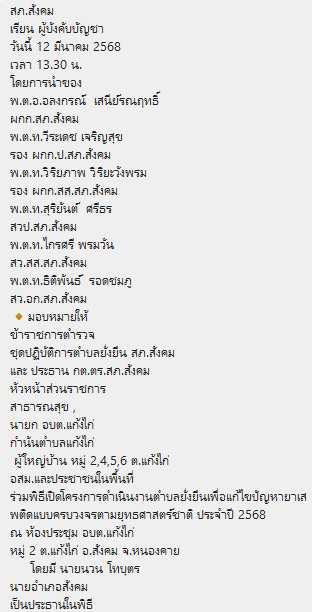 สภ.สังคม
เรียน ผู้บังคับบัญชา
วันนี้ 12 มีนาคม 2568
เวลา 13.30 น.
โดยการนำของ
พ.ต.อ.อลงกรณ์ เสนีย์รณฤทธิ์
ผกก.สภ.สังคม
พ.ต.ท.วีระเดช เจริญสุข
รอง ผกก.ป.สภ.สังคม
พ.ต.ท.วิริยภาพ วิริยะวังพรม
รอง ผกก.สส.สภ.สังคม
พ.ต.ท.สุริยันต์ ศรีธร
สวป.สภ.สังคม
พ.ต.ท.ไกรศรี พรมวัน
สว.สส.สภ.สังคม
พ.ต.ท.ธิติพันธ์ รอดชมภู
สว.อก.สภ.สังคม
🔸มอบหมายให้
ข้าราชการตำรวจ
ชุดปฏิบัติการตำบลยั่งยืน สภ.สังคม
และ ประธาน กต.ตร.สภ.สังคม
หัวหน้าส่วนราชการ
สาธารณสุข ,
นายก อบต.แก้งไก่
กำนันตำบลแก้งไก่
ผู้ใหญ่บ้าน หมู่ 2,4,5,6 ต.แก้งไก่
อสม.และประชาชนในพื้นที่
ร่วมพิธีเปิดโครงการดำเนินงานตำบลยั่งยืนเพื่อแก้ไขปัญหายาเส
พติดแบบครบวงจรตามยุทธศาสตร์ชาติ ประจำปี 2568
ณ ห้องประชุม อบต.แก้งไก่
หมู่ 2 ต.แก้งไก่ อ.สังคม จ.หนองคาย
โดยมี นายนวน โทบุตร
นายอำเภอสังคม
เป็นประธานในพิธี